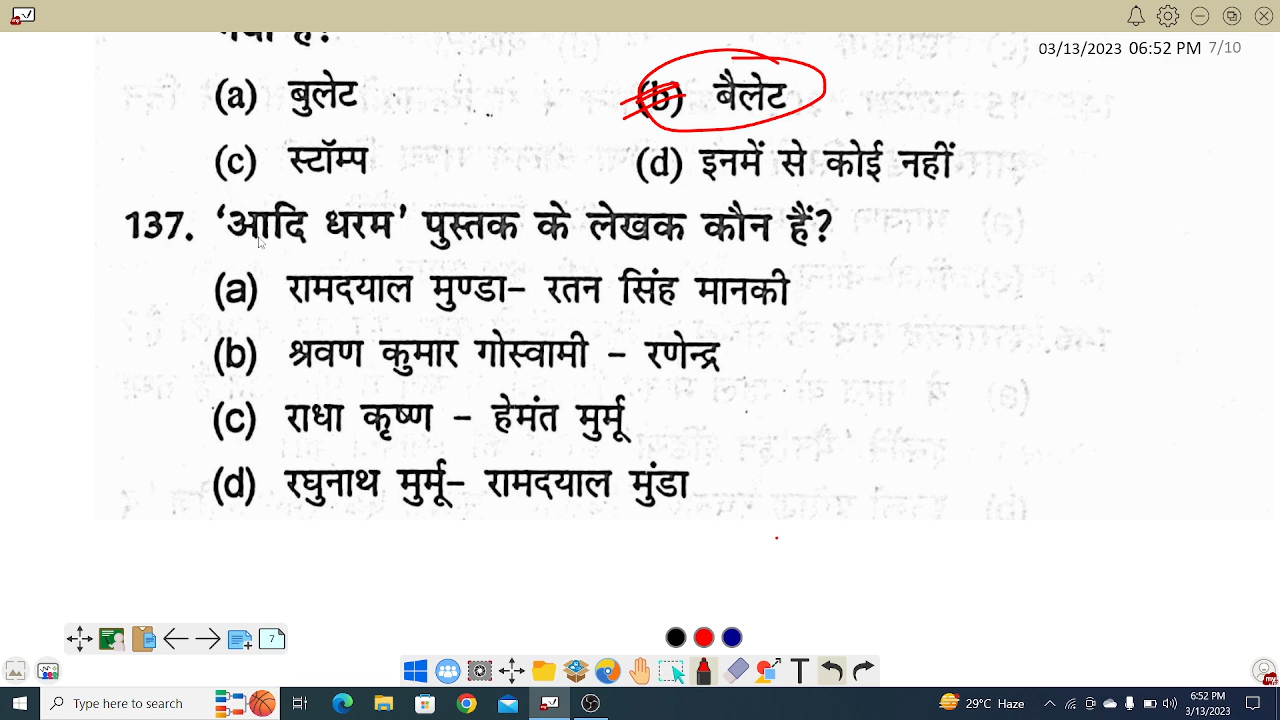 03/13/2023 06:52 PM 7/10
(a) बुलेट (b) बैलेट
(c) स्टॉम्प (d) इनमें से कोई नहीं
137. ‘आदि धरम’ पुस्तक के लेखक कौन हैं?
(a) रामदयाल मुण्डा– रतन सिंह मानकी
(b) श्रवण कुमार गोस्वामी – रणेन्द्र
(c) राधा कृष्ण – हेमंत मुर्मू
(d) रघुनाथ मुर्मू– रामदयाल मुंडा
7
Type here to search
29°C Haze
6:52 PM
3/13/2023